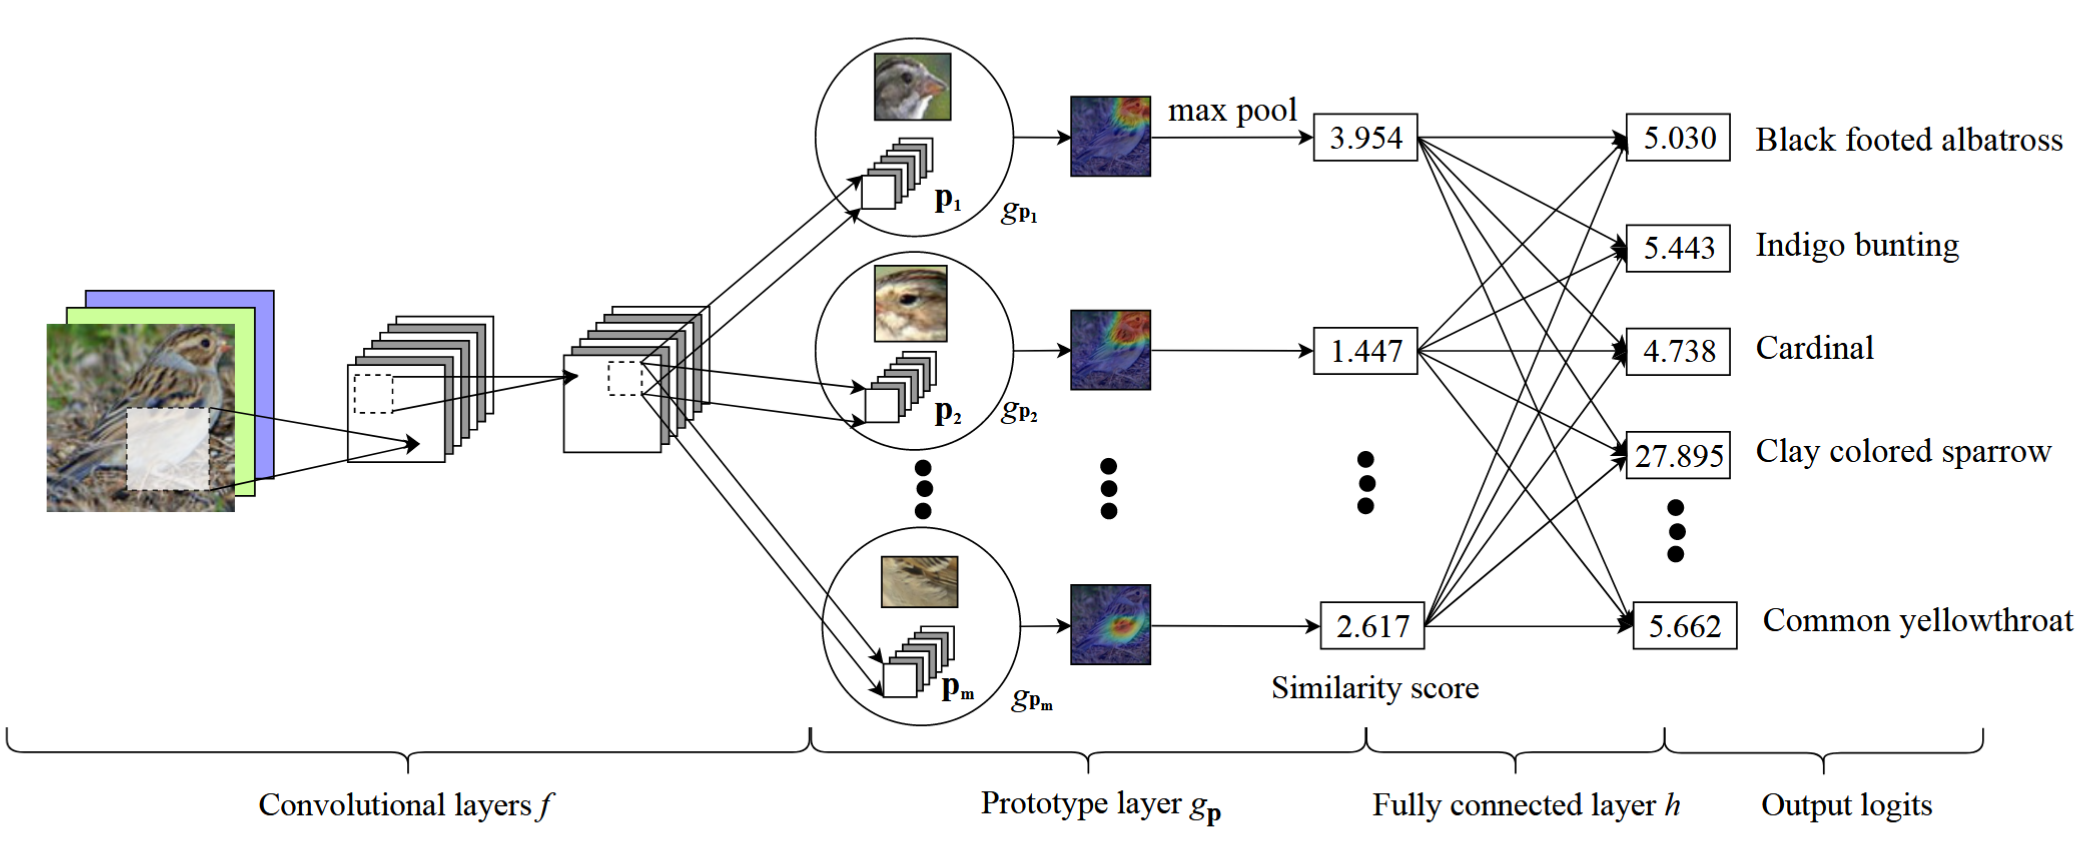 max pool
3.954
5.030
Black footed albatross
p1
gp1
5.443
Indigo bunting
1.447
4.738
Cardinal
p2
gp2
27.895
Clay colored sparrow
2.617
5.662
Common yellowthroat
pm
gpm
Similarity score
Convolutional layers f
Prototype layer gp
Fully connected layer h
Output logits